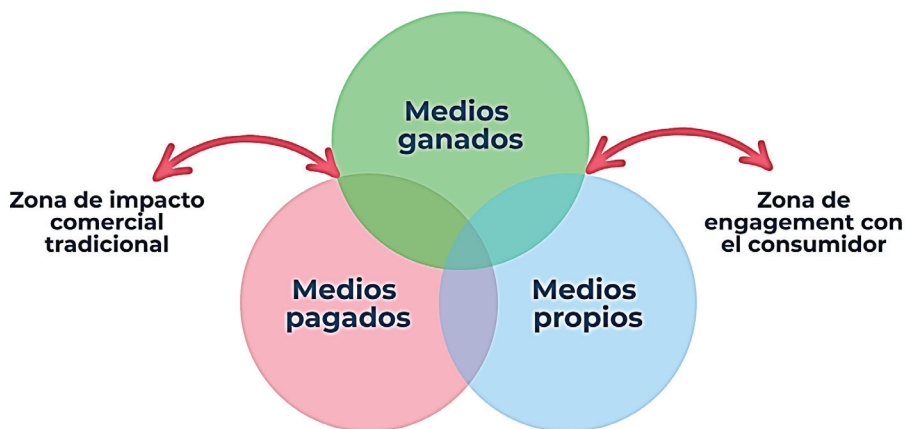 Medios
ganados
Zona de impacto
comercial
tradicional
Zona de
engagement con
el consumidor
Medios
pagados
Medios
propios